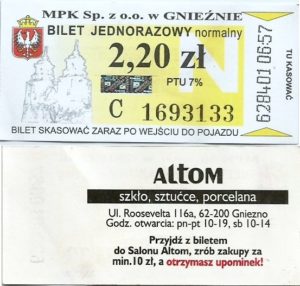 MPK Sp. z o.o. w GNIEŹNIE
BILET JEDNORAZOWY normalny
2,20 zł
PTU 7%
N
C 1693133
BILET SKASOWAĆ ZARAZ PO WEJŚCIU DO POJAZDU
628401 06:57
TU KASOWAĆ
ALTOM
szkło, sztućce, porcelana
Ul. Roosevelta 116a, 62-200 Gniezno
Godz. otwarcia: pn-pt 10-19, sb 10-14
Przyjdź z biletem
do Salonu Altom, zrób zakupy za
min.10 zł, a otrzymasz upominek!